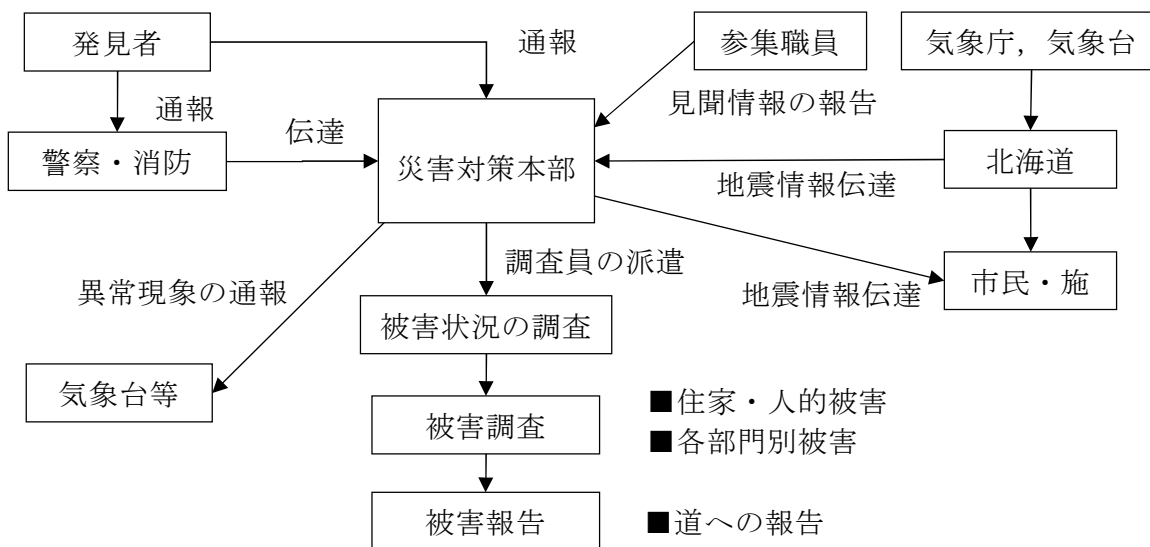 発見者
通報
参集職員
気象庁，気象台
通報
見聞情報の報告
警察・消防
伝達
災害対策本部
地震情報伝達
北海道
調査員の派遣
異常現象の通報
地震情報伝達
市民・施
被害状況の調査
気象台等
被害調査
■住家・人的被害
■各部門別被害
被害報告
■道への報告